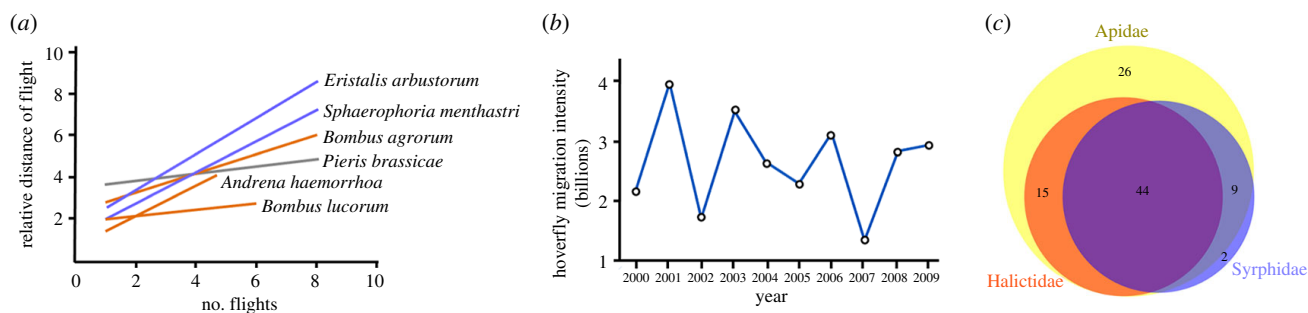 (a)
10
8
6
4
2
0
2
4
6
8
10
relative distance of flight
no. flights
Eristalis arbustorum
Sphaerophoria menthastri
Bombus agrorum
Pieris brassicae
Andrena haemorrhoa
Bombus lucorum
(b)
hoverfly migration intensity
(billions)
4
3
2
1
2000 2001 2002 2003 2004 2005 2006 2007 2008 2009
year
(c)
Apidae
26
15
44
9
2
Halictidae
Syrphidae